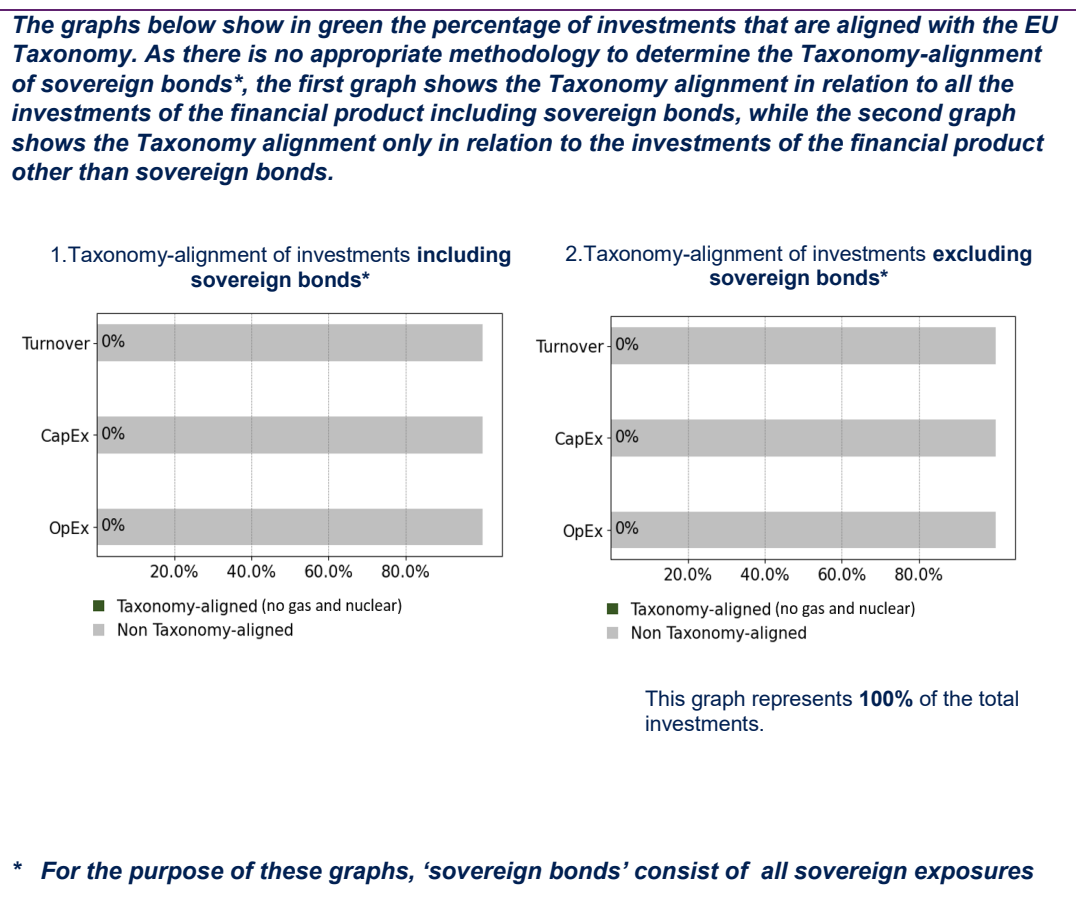 The graphs below show in green the percentage of investments that are aligned with the EU
Taxonomy. As there is no appropriate methodology to determine the Taxonomy-alignment
of sovereign bonds*, the first graph shows the Taxonomy alignment in relation to all the
investments of the financial product including sovereign bonds, while the second graph
shows the Taxonomy alignment only in relation to the investments of the financial product
other than sovereign bonds.
1.Taxonomy-alignment of investments including
sovereign bonds*
Turnover 0%
CapEx 0%
OpEx 0%
20.0% 40.0% 60.0% 80.0%
Taxonomy-aligned (no gas and nuclear)
Non Taxonomy-aligned
2.Taxonomy-alignment of investments excluding
sovereign bonds*
Turnover 0%
CapEx 0%
OpEx 0%
20.0% 40.0% 60.0% 80.0%
Taxonomy-aligned (no gas and nuclear)
Non Taxonomy-aligned
This graph represents 100% of the total
investments.
* For the purpose of these graphs, ‘sovereign bonds’ consist of all sovereign exposures